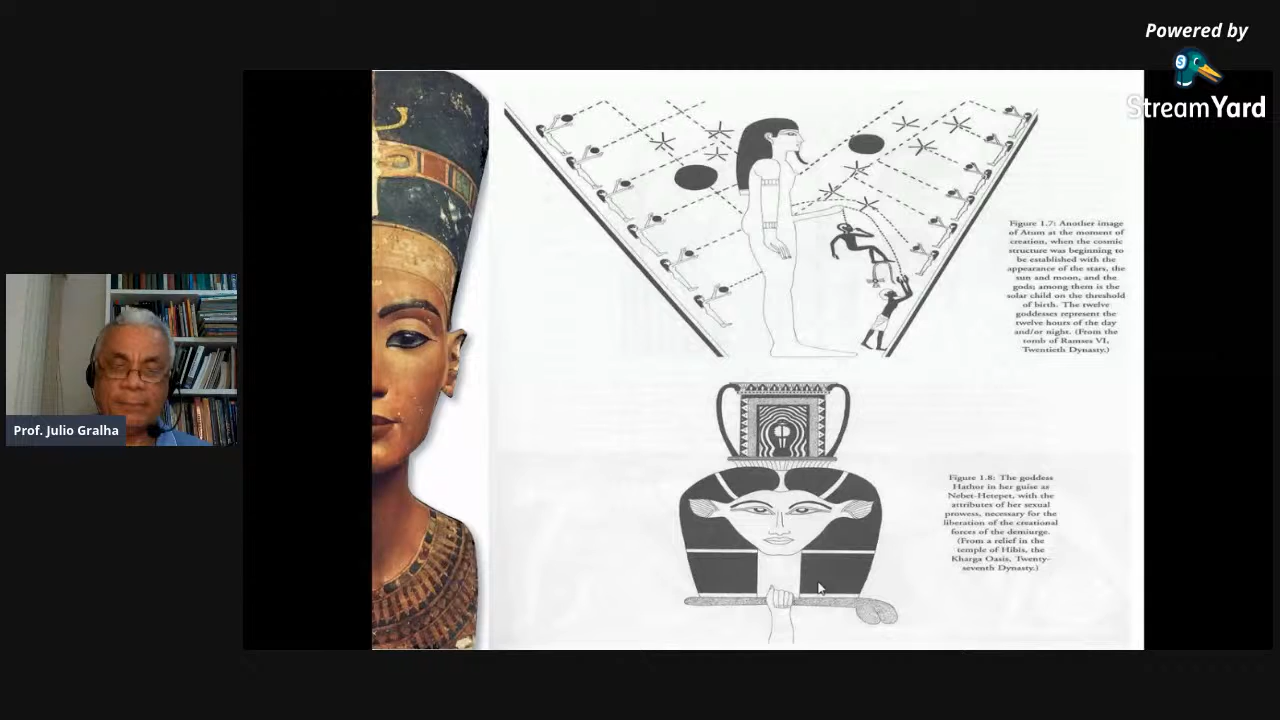 Powered by
StreamYard
Figure 1.7: Another image
of Atum at the moment of
creation, when the cosmic
structure was beginning to
be established with the
appearance of the stars, the
sun and moon, and the
gods; among them is the
solar child on the threshold
of birth. The twelve
goddesses represent the
twelve hours of the day
and/or night. (From the
tomb of Ramses VI,
Twentieth Dynasty.)
Prof. Julio Gralha
Figure 1.8: The goddess
Hathor in her guise as
Nebet-Hetepet, with the
attributes of her sexual
prowess, necessary for the
liberation of the creational
forces of the demiurge.
(From a relief in the
temple of Hibis, the
Kharga Oasis, Twenty-
seventh Dynasty.)